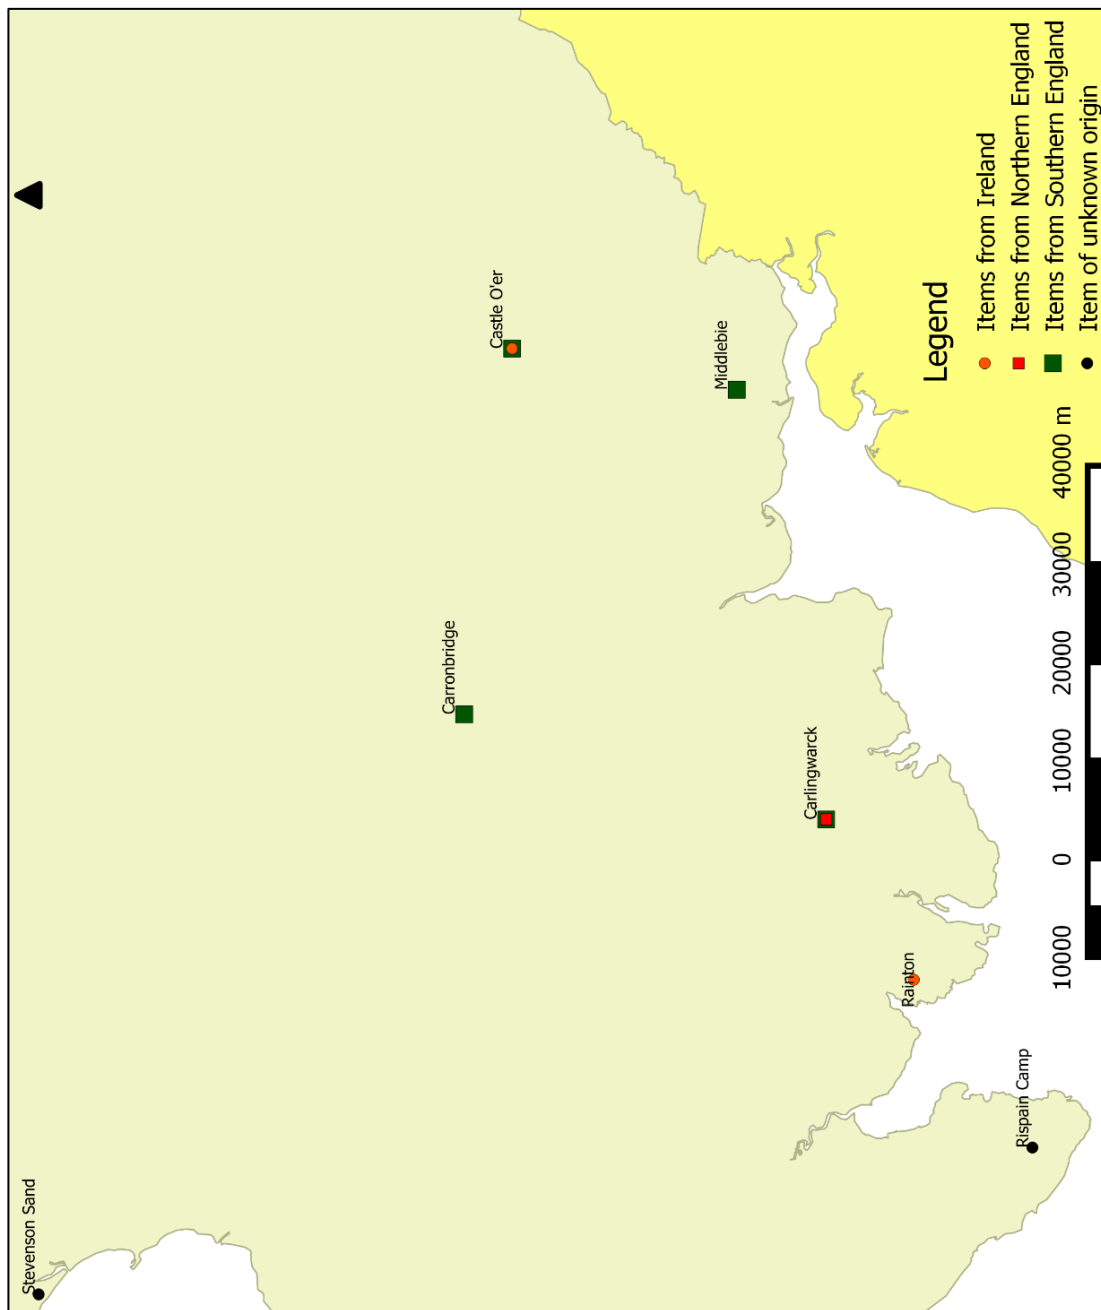 Stevenson Sand
Castle O'er
Carronbridge
Middlebie
Carlingwarck
Rainton
Rispain Camp
Legend
Items from Ireland
Items from Northern England
Items from Southern England
Item of unknown origin
10000 0 10000 20000 30000 40000 m